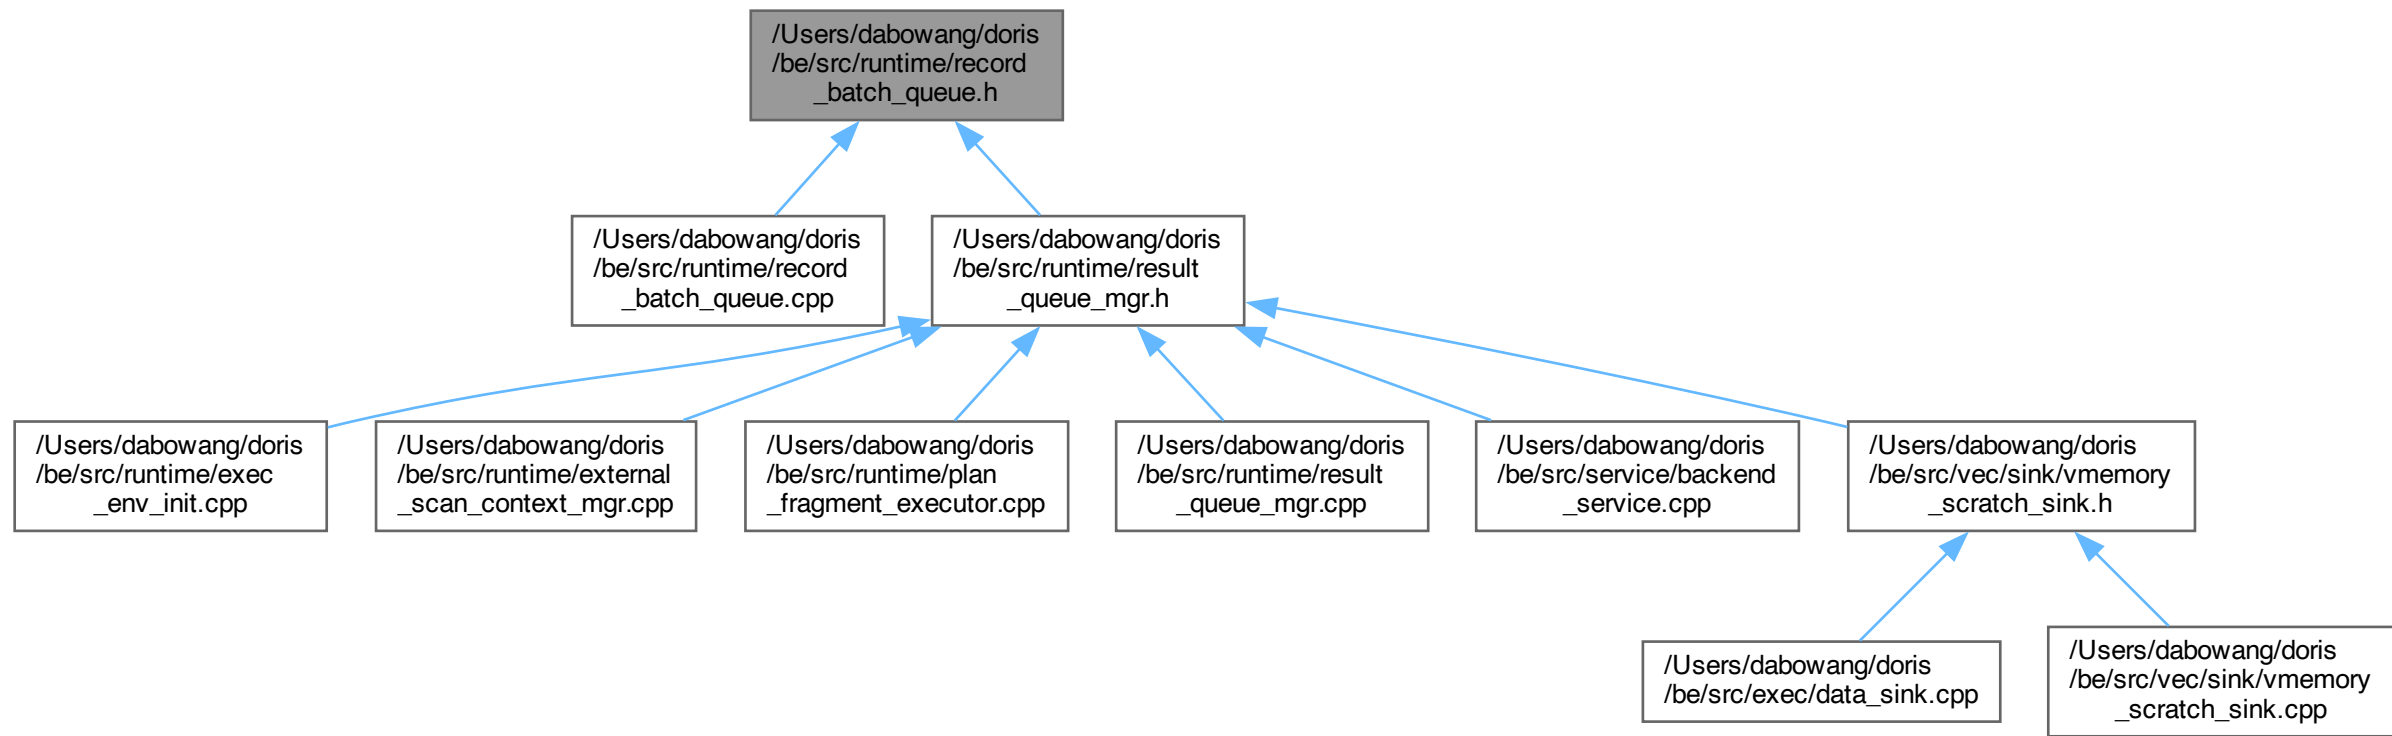 /Users/dabowang/doris
/be/src/runtime/record
_batch_queue.h
/Users/dabowang/doris
/be/src/runtime/record
_batch_queue.cpp
/Users/dabowang/doris
/be/src/runtime/result
_queue_mgr.h
/Users/dabowang/doris
/be/src/runtime/exec
_env_init.cpp
/Users/dabowang/doris
/be/src/runtime/external
_scan_context_mgr.cpp
/Users/dabowang/doris
/be/src/runtime/plan
_fragment_executor.cpp
/Users/dabowang/doris
/be/src/runtime/result
_queue_mgr.cpp
/Users/dabowang/doris
/be/src/service/backend
_service.cpp
/Users/dabowang/doris
/be/src/vec/sink/vmemory
_scratch_sink.h
/Users/dabowang/doris
/be/src/exec/data_sink.cpp
/Users/dabowang/doris
/be/src/vec/sink/vmemory
_scratch_sink.cpp